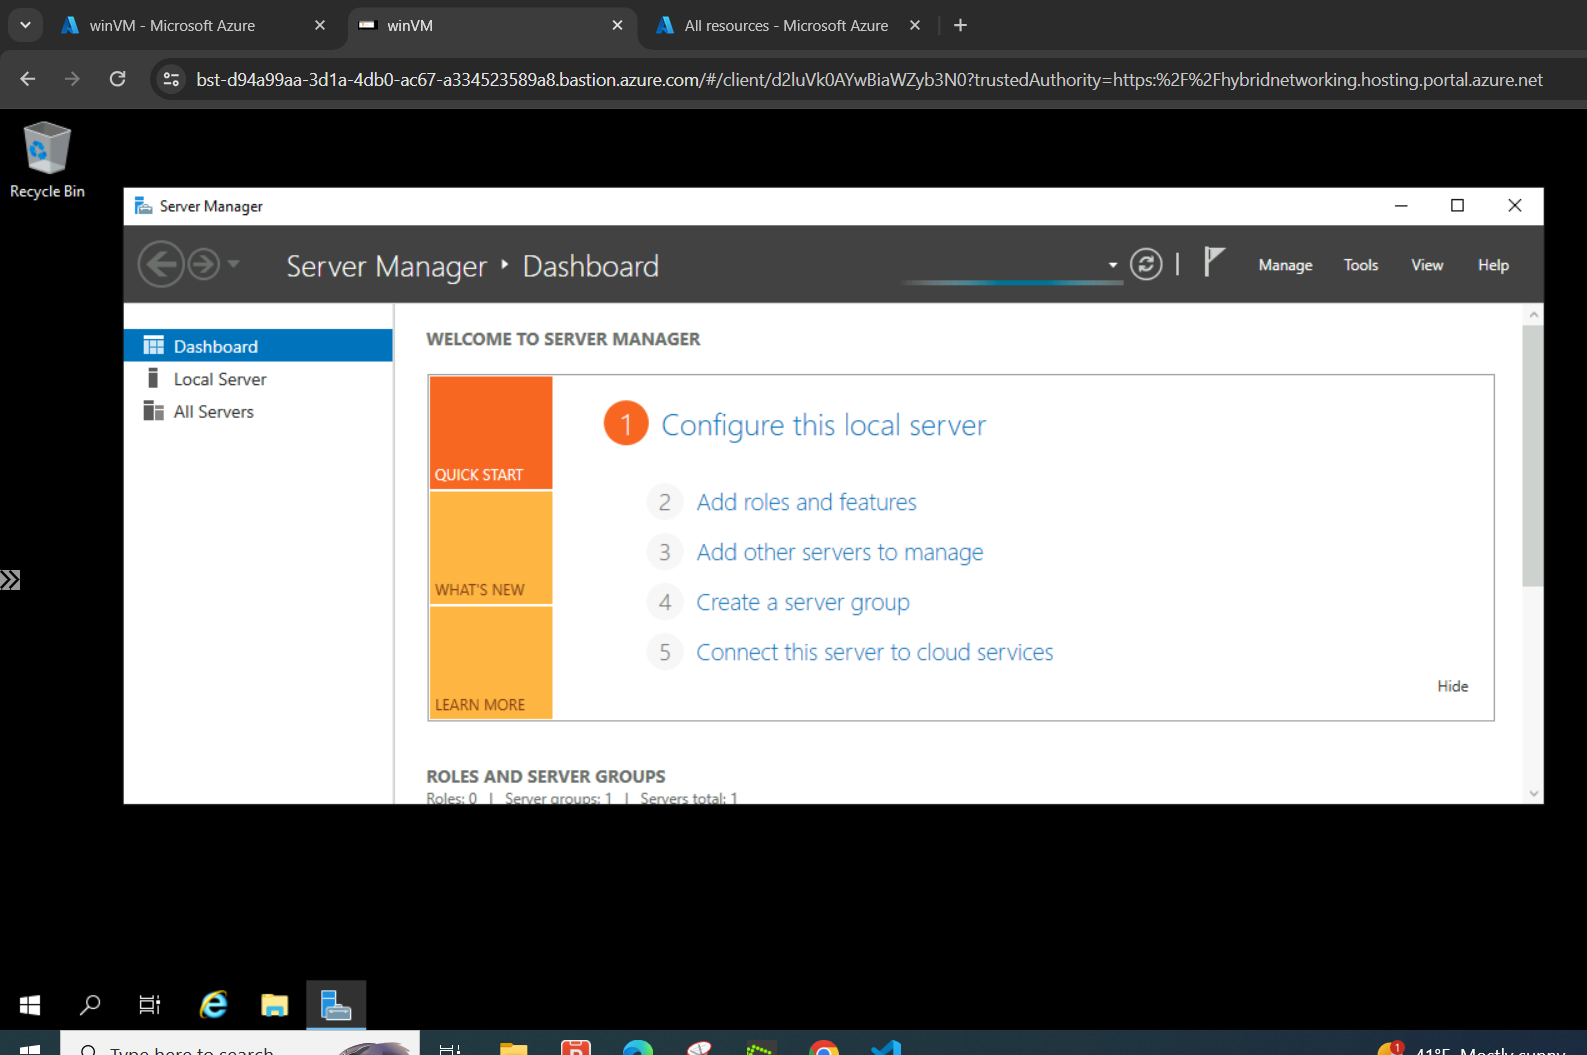 winVM - Microsoft Azure
winVM
All resources - Microsoft Azure
bst-d94a99aa-3d1a-4db0-ac67-a334523589a8.bastion.azure.com/#/client/d2luVk0AYwBiaWZyb3N0?trustedAuthority=https:%2F%2Fhybridnetworking.hosting.portal.azure.net
Recycle Bin
Server Manager
Server Manager ‣ Dashboard
Manage
Tools
View
Help
Dashboard
Local Server
All Servers
WELCOME TO SERVER MANAGER
QUICK START
WHAT'S NEW
LEARN MORE
1 Configure this local server
2 Add roles and features
3 Add other servers to manage
4 Create a server group
5 Connect this server to cloud services
Hide
ROLES AND SERVER GROUPS
Roles: 0 | Server groups: 1 | Servers total: 1
Type here to search
1
41°F Mostly sunny